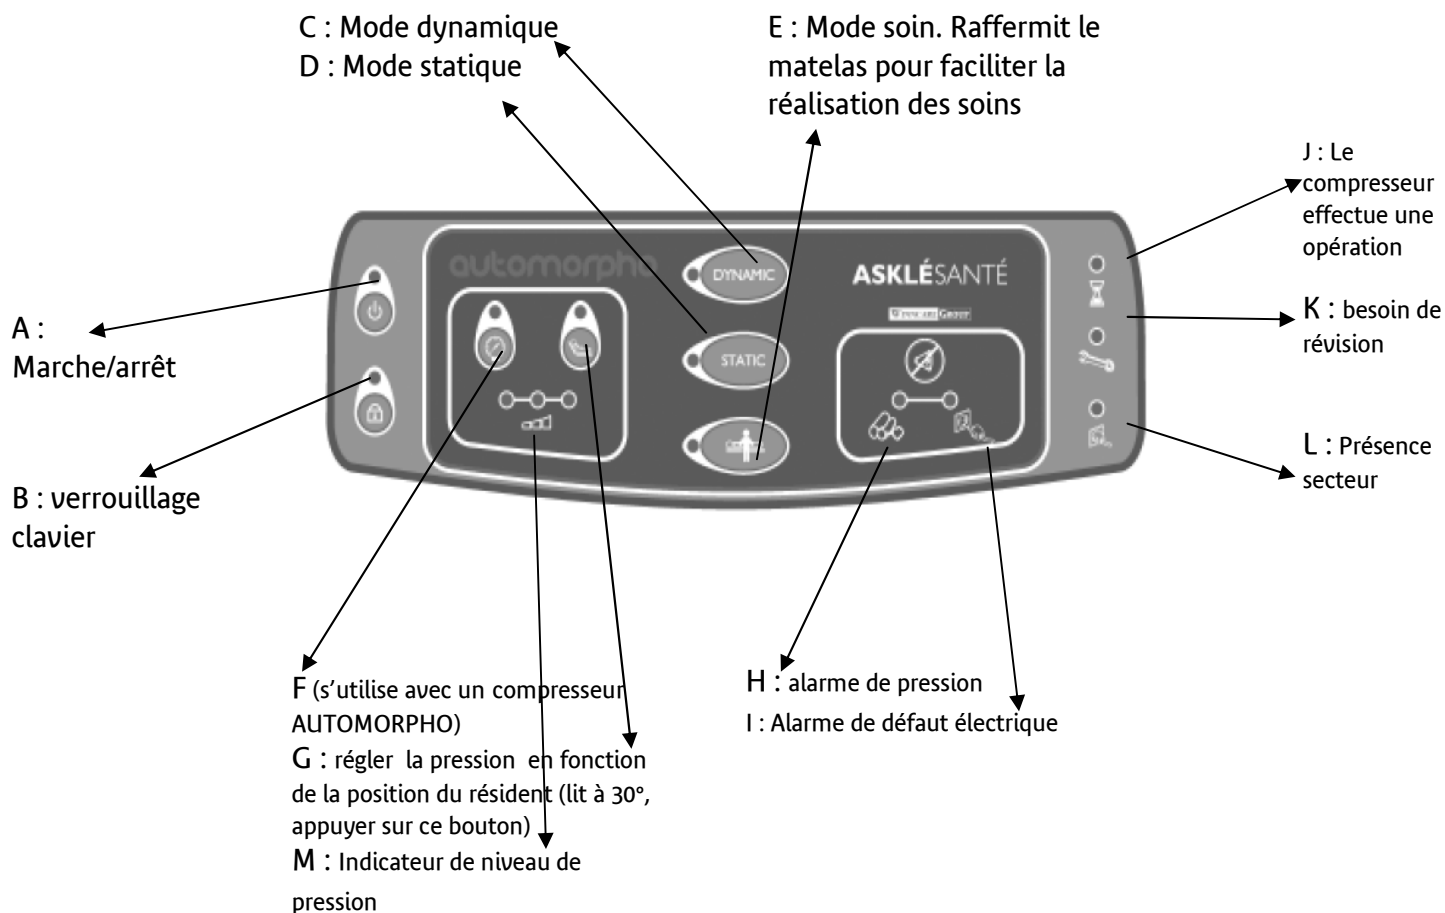 C : Mode dynamique
D : Mode statique
E : Mode soin. Raffermit le
matelas pour faciliter la
réalisation des soins
J : Le
compresseur
effectue une
opération
K : besoin de
révision
L : Présence
secteur
A :
Marche/arrêt
B : verrouillage
clavier
automorpho
DYNAMIC
STATIC
ASKLÉSANTÉ
WINNCARE GROUP
F (s'utilise avec un compresseur
AUTOMORPHO)
G : régler la pression en fonction
de la position du résident (lit à 30°,
appuyer sur ce bouton)
M : Indicateur de niveau de
pression
H : alarme de pression
I : Alarme de défaut électrique